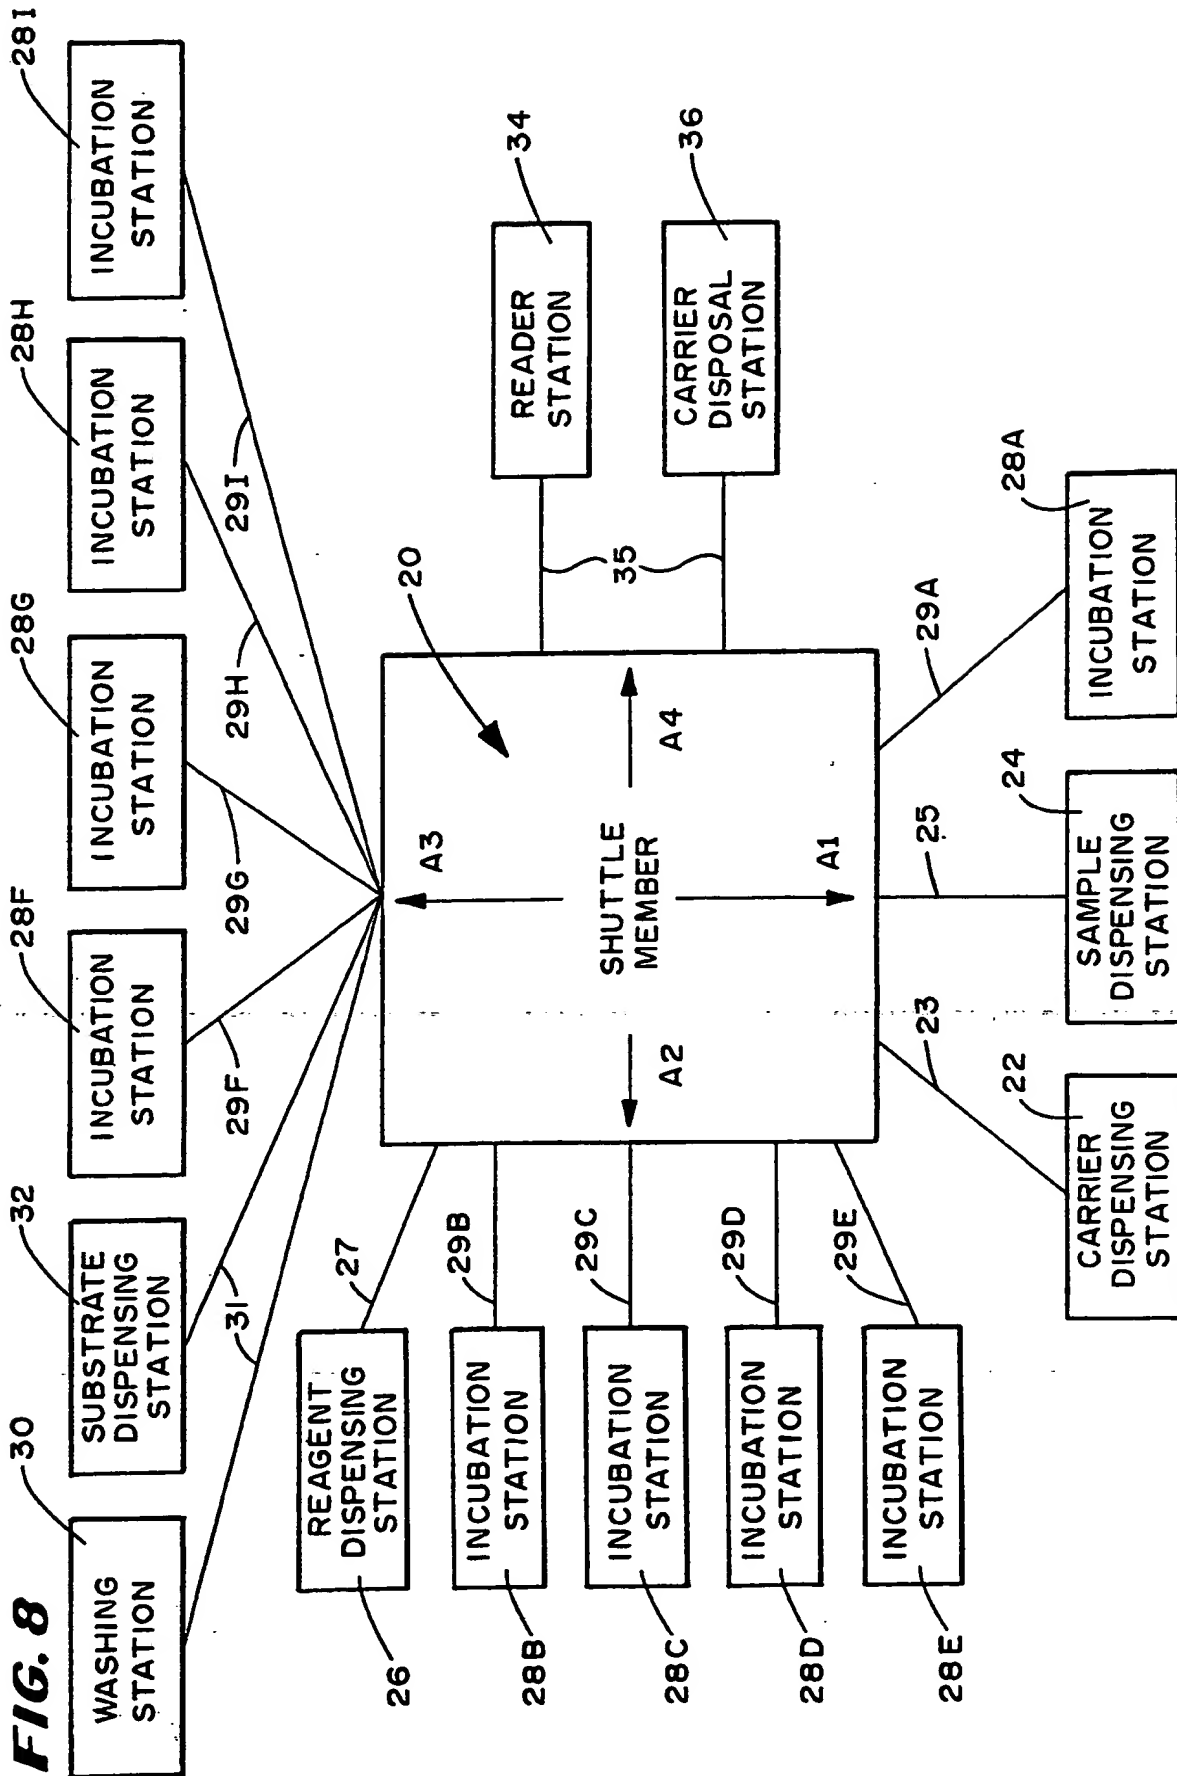 FIG. 8
30
WASHING
STATION
32
SUBSTRATE
DISPENSING
STATION
31
28F
INCUBATION
STATION
29F
28G
INCUBATION
STATION
29G
28H
INCUBATION
STATION
29H
28I
INCUBATION
STATION
29I
REAGENT
DISPENSING
STATION
26
27
INCUBATION
STATION
28B
29B
INCUBATION
STATION
28C
29C
INCUBATION
STATION
28D
29D
INCUBATION
STATION
28E
29E
20
A3
A2
SHUTTLE
MEMBER
A4
A1
READER
STATION
34
35
CARRIER
DISPOSAL
STATION
36
23
22
CARRIER
DISPENSING
STATION
25
24
SAMPLE
DISPENSING
STATION
29A
28A
INCUBATION
STATION